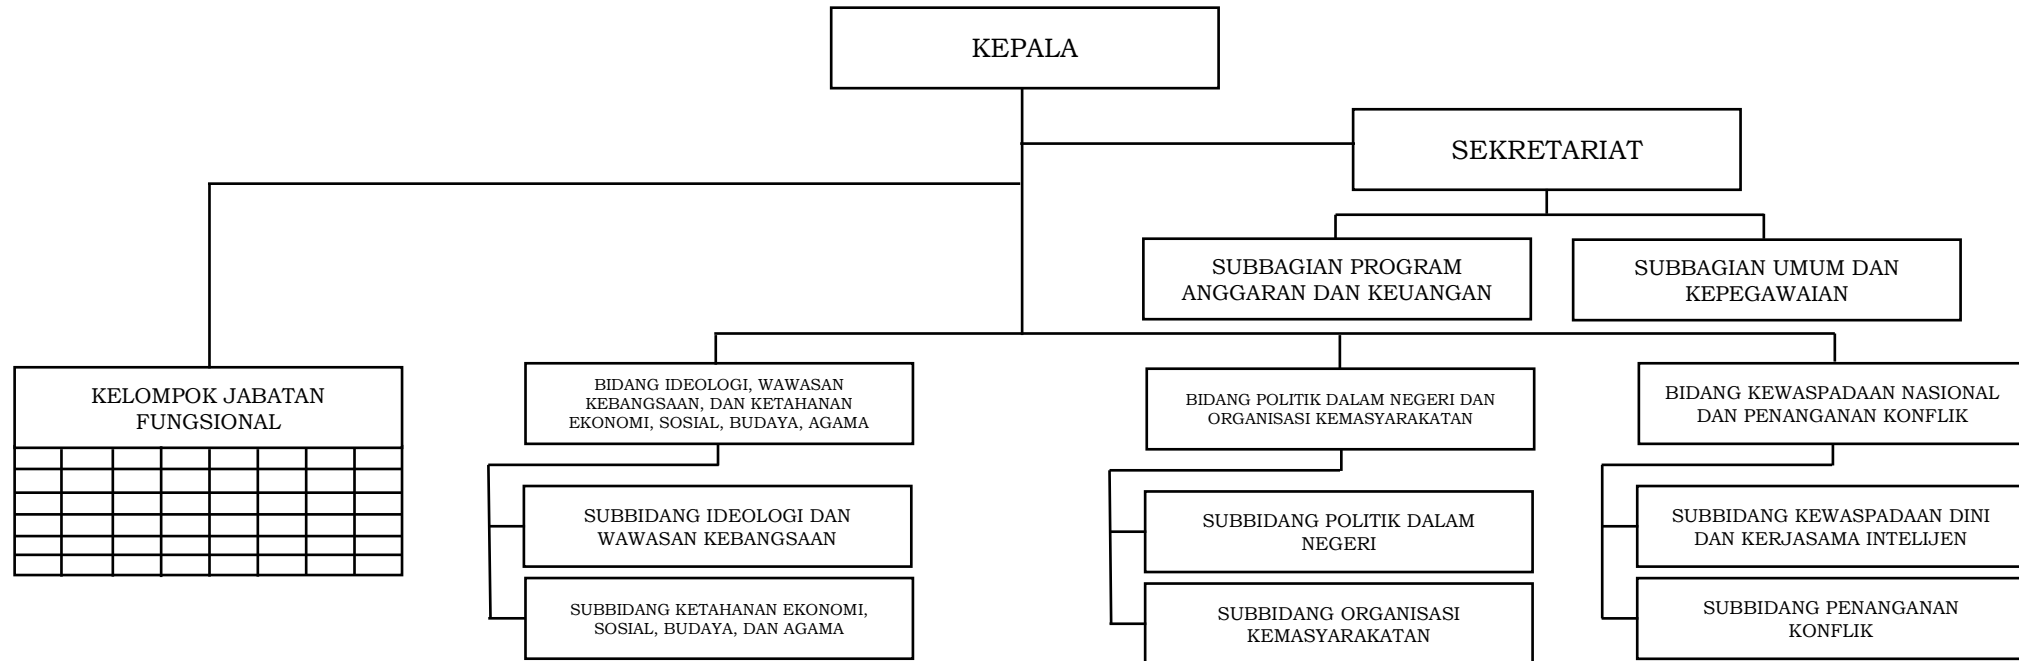 KEPALA
SEKRETARIAT
SUBBAGIAN PROGRAM
ANGGARAN DAN KEUANGAN
SUBBAGIAN UMUM DAN
KEPEGAWAIAN
KELOMPOK JABATAN
FUNGSIONAL
BIDANG IDEOLOGI, WAWASAN
KEBANGSAAN, DAN KETAHANAN
EKONOMI, SOSIAL, BUDAYA, AGAMA
SUBBIDANG IDEOLOGI DAN
WAWASAN KEBANGSAAN
SUBBIDANG KETAHANAN EKONOMI,
SOSIAL, BUDAYA, DAN AGAMA
BIDANG POLITIK DALAM NEGERI DAN
ORGANISASI KEMASYARAKATAN
SUBBIDANG POLITIK DALAM
NEGERI
SUBBIDANG ORGANISASI
KEMASYARAKATAN
BIDANG KEWASPADAAN NASIONAL
DAN PENANGANAN KONFLIK
SUBBIDANG KEWASPADAAN DINI
DAN KERJASAMA INTELIJEN
SUBBIDANG PENANGANAN
KONFLIK